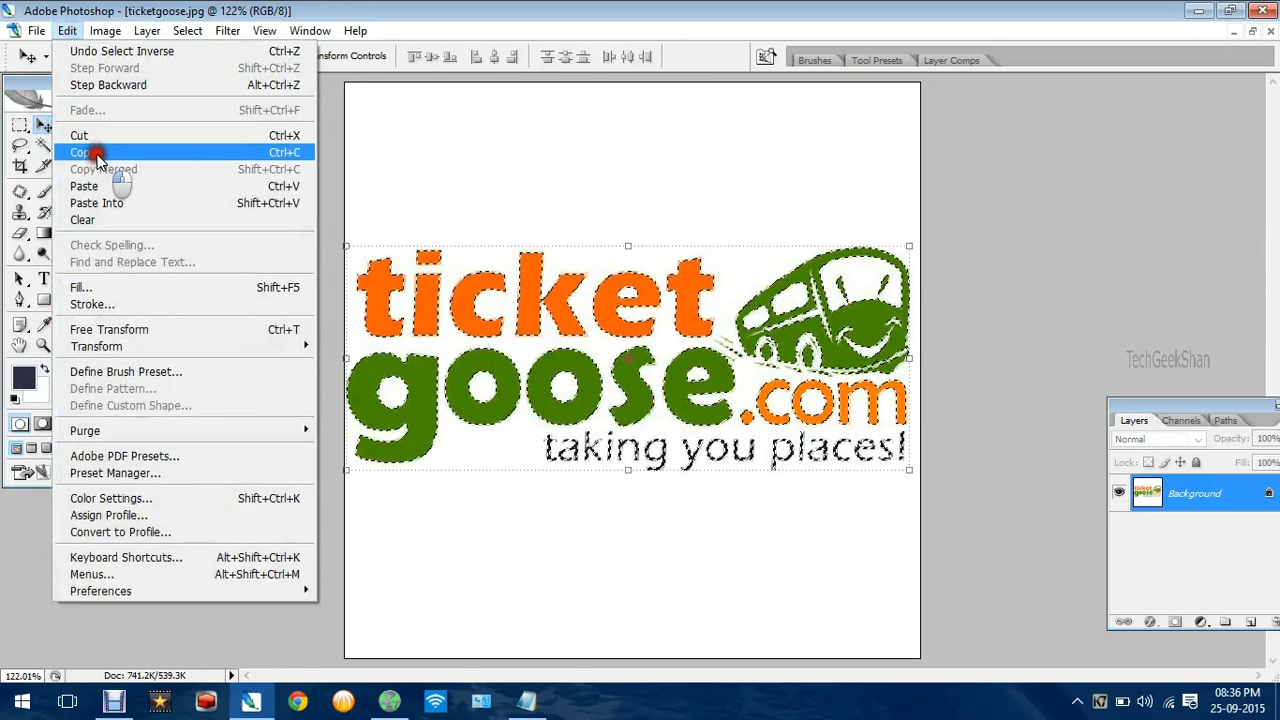 Adobe Photoshop - [ticketgoose.jpg @ 122% (RGB/8)]
File Edit Image Layer Select Filter View Window Help
Transform Controls Brushes Tool Presets Layer Comps
Undo Select Inverse Ctrl+Z
Step Forward Shift+Ctrl+Z
Step Backward Alt+Ctrl+Z
Fade... Shift+Ctrl+F
Cut Ctrl+X
Copy Ctrl+C
Copy Merged Shift+Ctrl+C
Paste Ctrl+V
Paste Into Shift+Ctrl+V
Clear
Check Spelling...
Find and Replace Text...
Fill... Shift+F5
Stroke...
Free Transform Ctrl+T
Transform
Define Brush Preset...
Define Pattern...
Define Custom Shape...
Purge
Adobe PDF Presets...
Preset Manager...
Color Settings... Shift+Ctrl+K
Assign Profile...
Convert to Profile...
Keyboard Shortcuts... Alt+Shift+Ctrl+K
Menus... Alt+Shift+Ctrl+M
Preferences
ticket
goose.com
taking you places!
TechGeekShan
Layers Channels Paths
Normal Opacity: 100%
Lock: Fill: 100%
ticket
goose
Background
122.01% Doc: 741.2K/539.3K
08:36 PM
25-09-2015